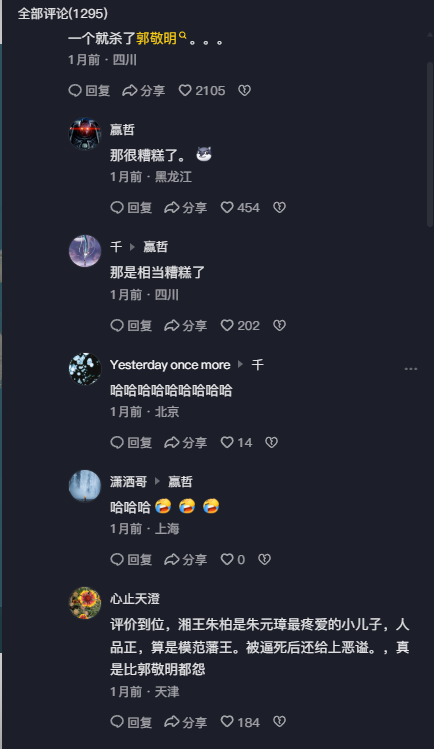 全部评论(1295)
一个就杀了郭敬明。。。
1月前 · 四川
回复 分享 2105
嬴哲
那很糟糕了。
1月前 · 黑龙江
回复 分享 454
千 嬴哲
那是相当糟糕了
1月前 · 四川
回复 分享 202
Yesterday once more 千
哈哈哈哈哈哈哈哈哈
1月前 · 北京
回复 分享 14
潇洒哥 嬴哲
哈哈哈
1月前 · 上海
回复 分享 0
心止天澄
评价到位，湘王朱柏是朱元璋最疼爱的小儿子，人
品正，算是模范藩王。被逼死后还给上恶谥。，真
是比郭敬明都怨
1月前 · 天津
回复 分享 184